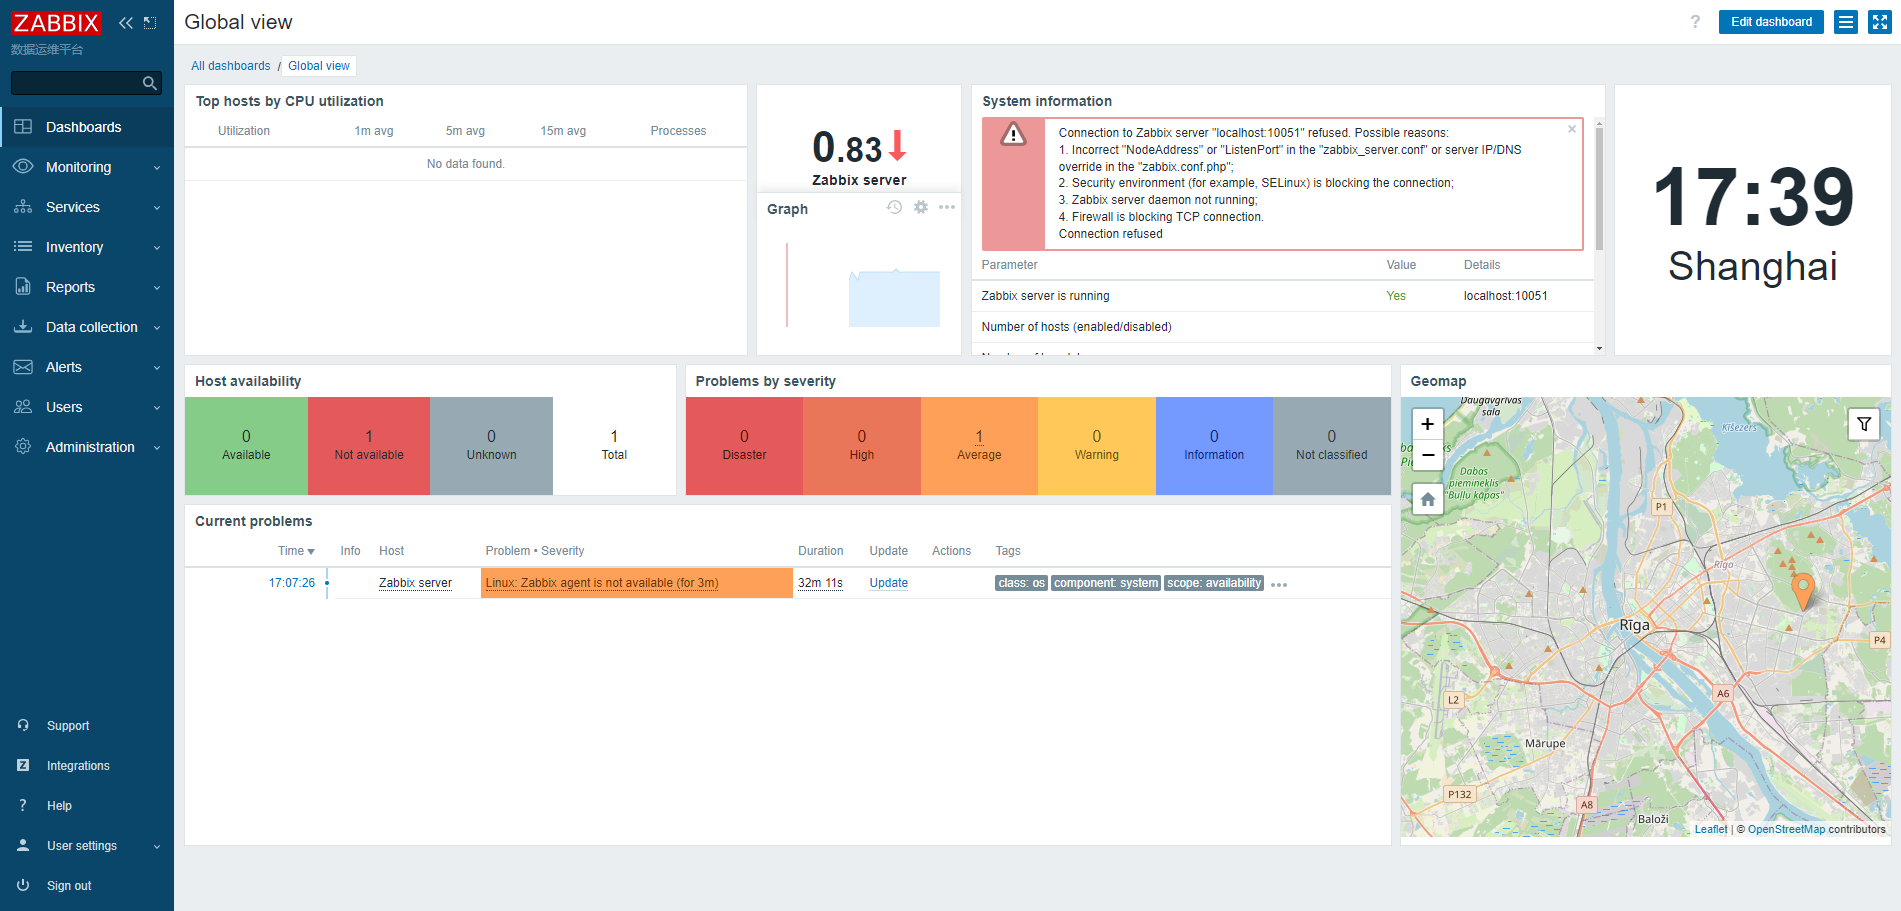 ZABBIX
数据运维平台
Dashboards
Monitoring
Services
Inventory
Reports
Data collection
Alerts
Users
Administration
Support
Integrations
? Help
User settings
Sign out
Global view
? Edit dashboard
All dashboards / Global view
Top hosts by CPU utilization
Utilization 1m avg 5m avg 15m avg Processes
No data found.
0.83
Zabbix server
Graph
System information
Connection to Zabbix server "localhost:10051" refused. Possible reasons:
1. Incorrect "NodeAddress" or "ListenPort" in the "zabbix_server.conf" or server IP/DNS
override in the "zabbix.conf.php";
2. Security environment (for example, SELinux) is blocking the connection;
3. Zabbix server daemon not running;
4. Firewall is blocking TCP connection.
Connection refused
Parameter Value Details
Zabbix server is running Yes localhost:10051
Number of hosts (enabled/disabled)
17:39
Shanghai
Host availability
0 1 0 1
Available Not available Unknown Total
Problems by severity
0 0 1 0 0 0
Disaster High Average Warning Information Not classified
Current problems
Time Info Host Problem • Severity Duration Update Actions Tags
17:07:26 Zabbix server Linux: Zabbix agent is not available (for 3m) 32m 11s Update class: os component: system scope: availability
Geomap
+
−
Daugavgrīvas
sala
Ķīšezers
Dabas
piemineklis
"Buļļu kāpas"
P1
Rīga
Rīga
P4
A6
L2
Mārupe
P132
A8
Baloži
Leaflet | © OpenStreetMap contributors